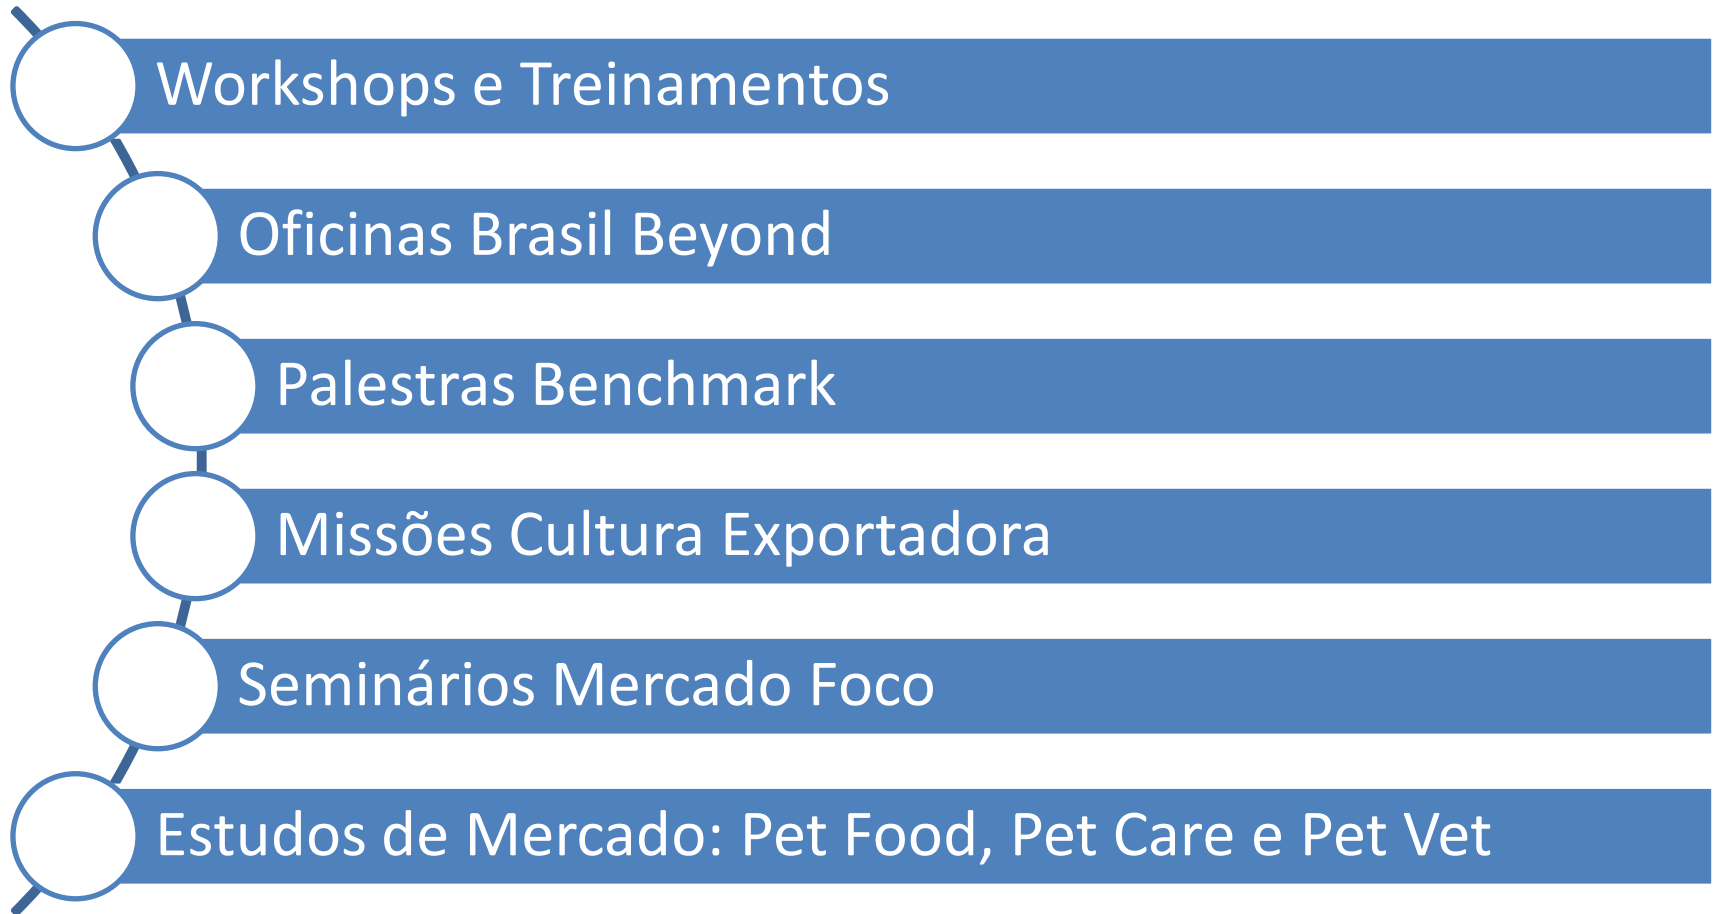 Workshops e Treinamentos
Oficinas Brasil Beyond
Palestras Benchmark
Missões Cultura Exportadora
Seminários Mercado Foco
Estudos de Mercado: Pet Food, Pet Care e Pet Vet